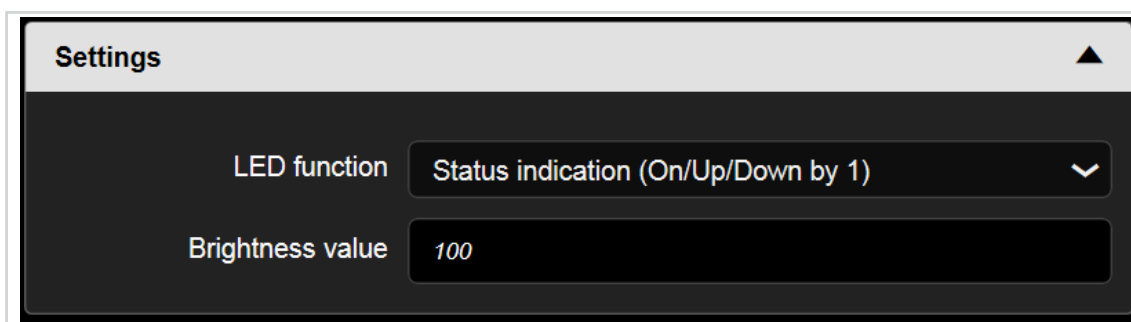 Settings
LED function
Status indication (On/Up/Down by 1)
Brightness value
100